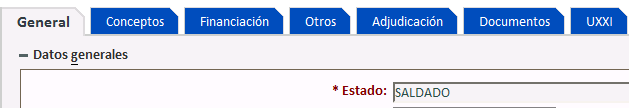 General Conceptos Financiación Otros Adjudicación Documentos UXXI
Datos generales
* Estado: SALDADO